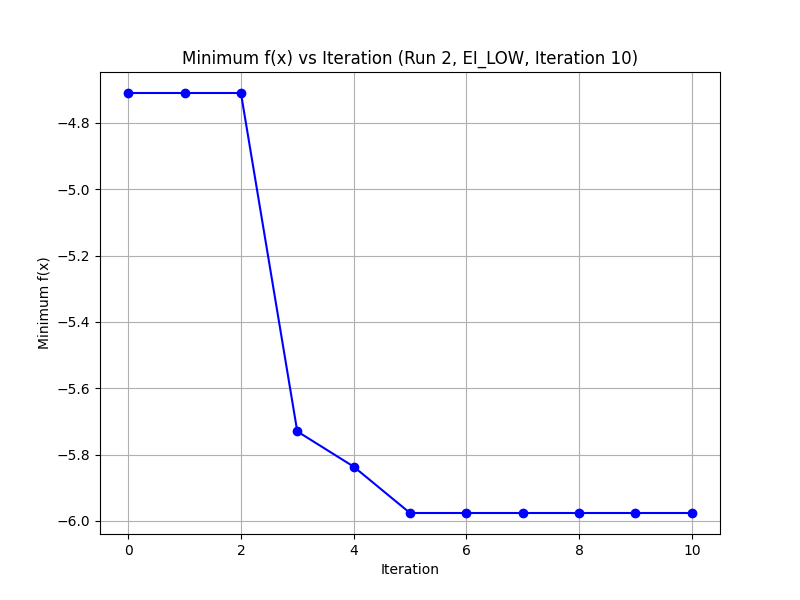 Minimum f(x) vs Iteration (Run 2, EI_LOW, Iteration 10)
−4.8
−5.0
−5.2
−5.4
−5.6
−5.8
−6.0
Minimum f(x)
0 2 4 6 8 10
Iteration